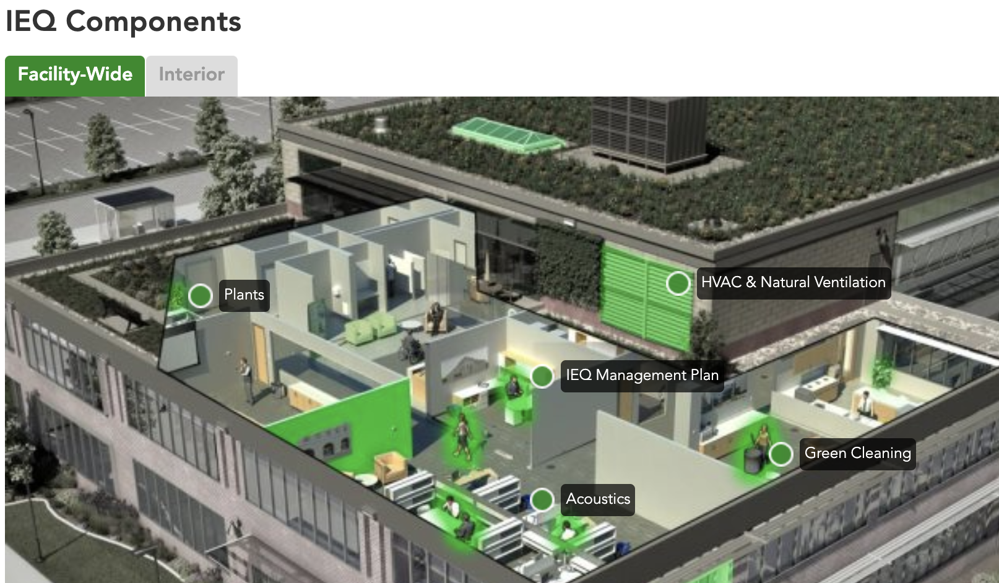 IEQ Components
Facility-Wide
Interior
HVAC & Natural Ventilation
Plants
IEQ Management Plan
Green Cleaning
Acoustics